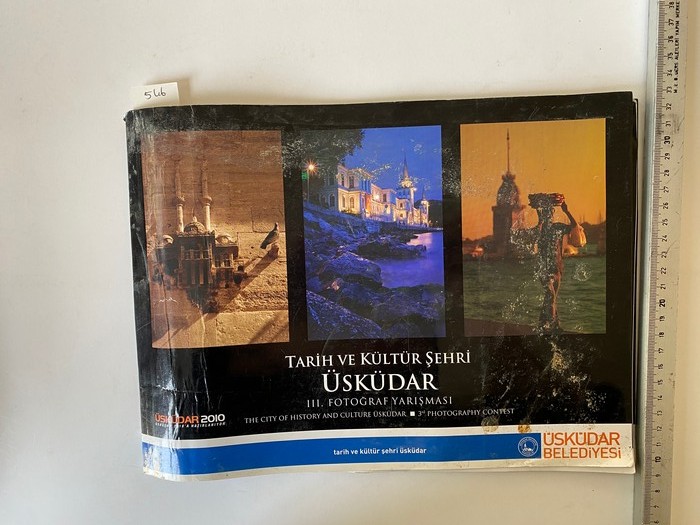 546
TARİH VE KÜLTÜR ŞEHRİ
ÜSKÜDAR
III. FOTOĞRAF YARIŞMASI
THE CITY OF HISTORY AND CULTURE ÜSKÜDAR ■ 3rd PHOTOGRAPHY CONTEST
ÜSKÜDAR 2010
tarih ve kültür şehri üsküdar
ÜSKÜDAR
BELEDİYESİ